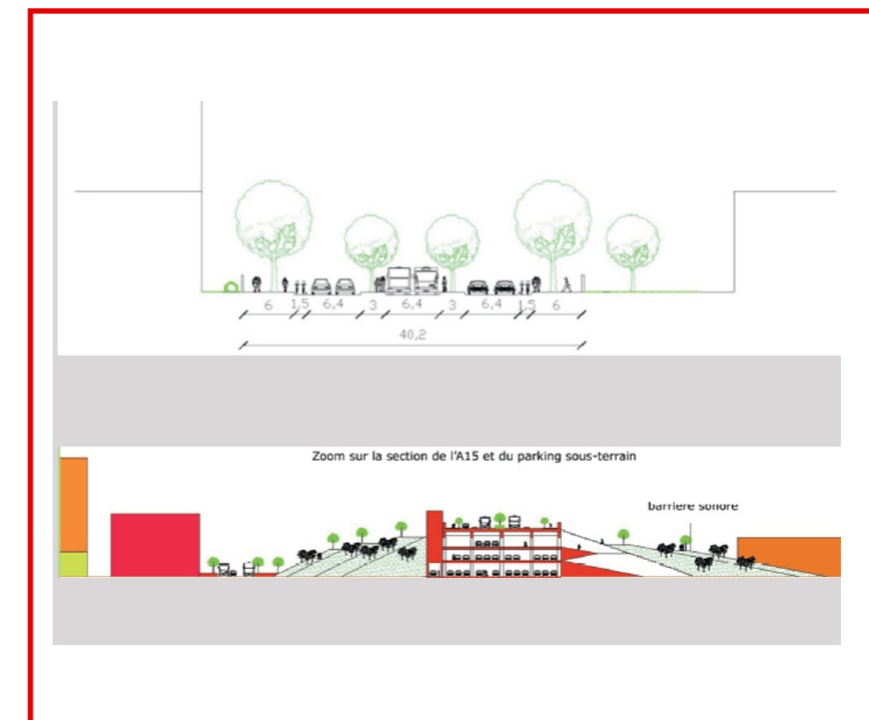 6 1,5 6,4 3 6,4 3 6,4 1,5 6
40,2
Zoom sur la section de l'A15 et du parking sous-terrain
barriere sonore